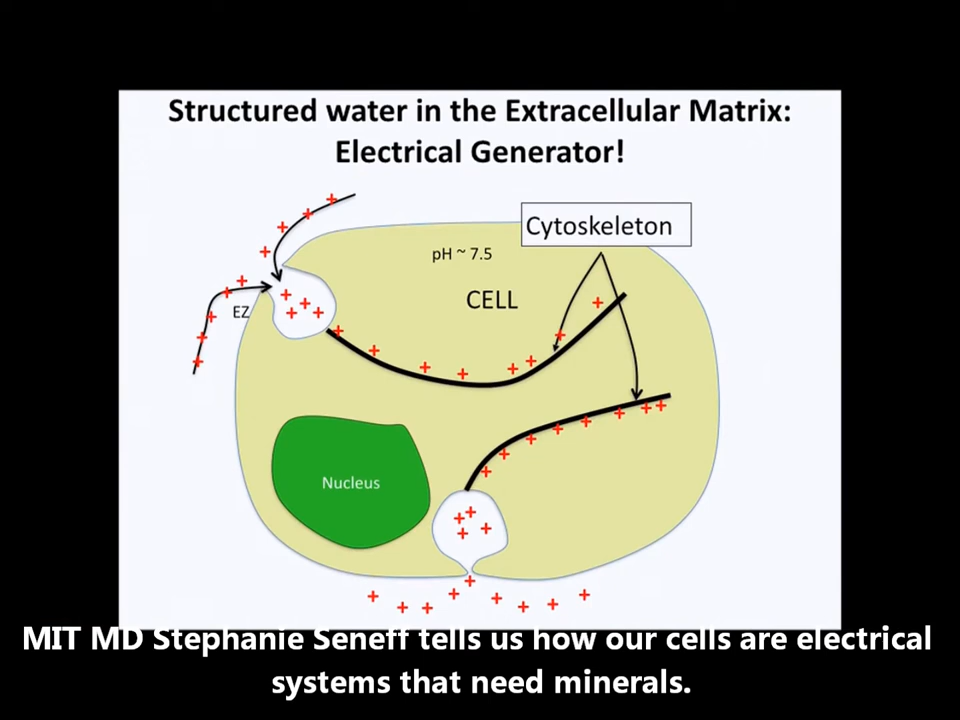 Structured water in the Extracellular Matrix:
Electrical Generator!
Cytoskeleton
pH ~ 7.5
CELL
EZ
Nucleus
MIT MD Stephanie Seneff tells us how our cells are electrical
systems that need minerals.